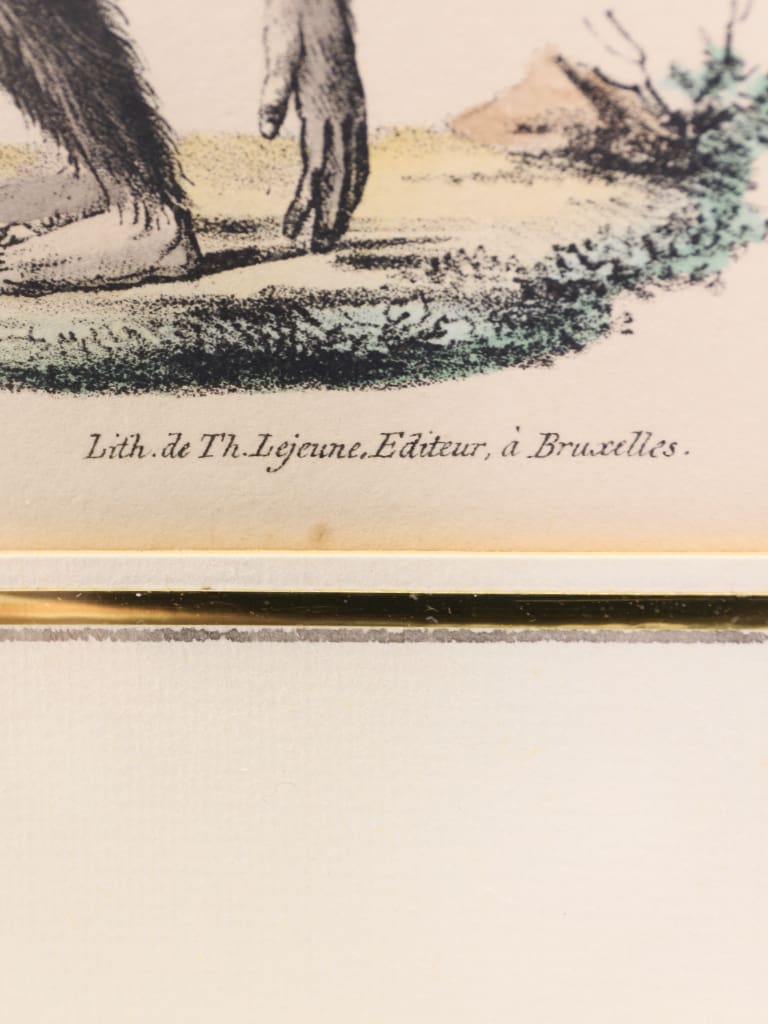 Lith. de Th. Lejeune, Editeur, à Bruxelles.